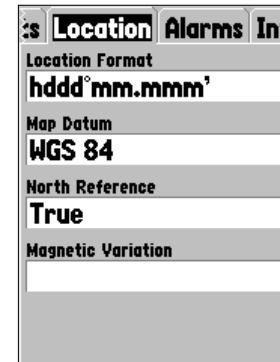 :s Location Alarms In
Location Format
hddd°mm.mmm'
Map Datum
WGS 84
North Reference
True
Magnetic Variation